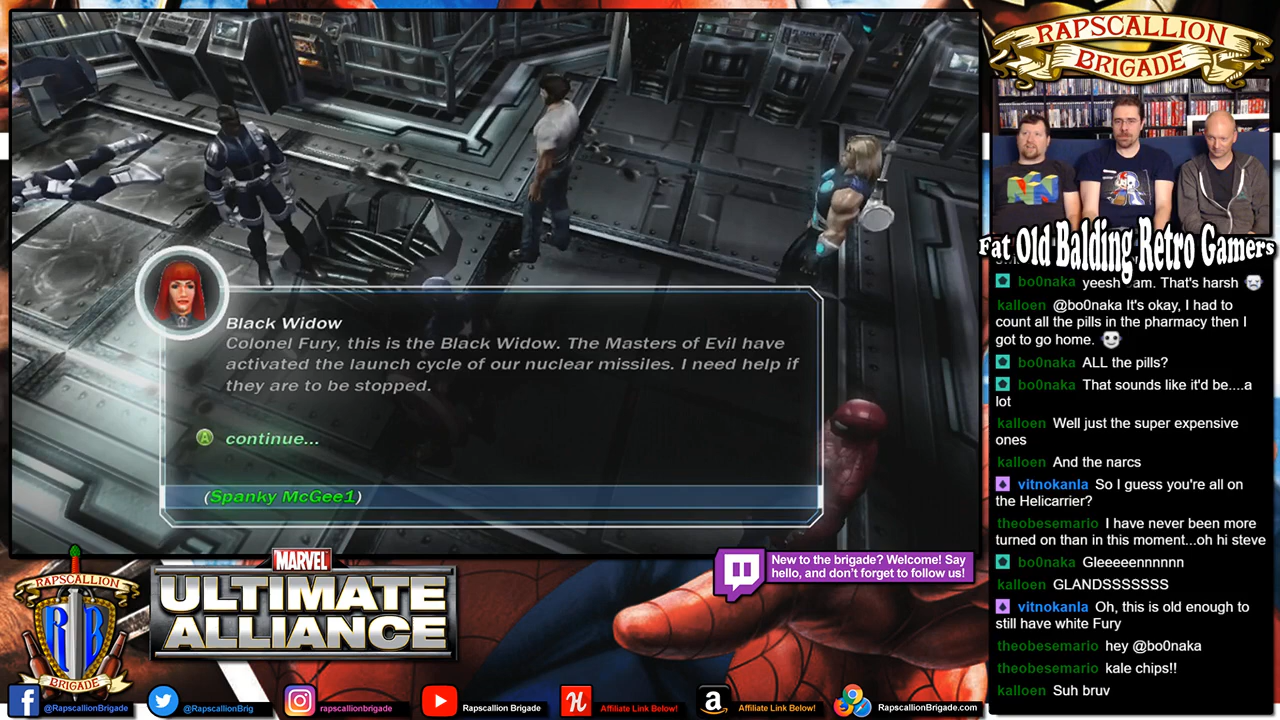 RAPSCALLION
BRIGADE
Fat Old Balding Retro Gamers
Black Widow
Colonel Fury, this is the Black Widow. The Masters of Evil have
activated the launch cycle of our nuclear missiles. I need help if
they are to be stopped.
A continue...
(Spanky McGee1)
bo0naka yeesh am. That's harsh
kalloen @bo0naka It's okay, I had to
count all the pills in the pharmacy then I
got to go home.
bo0naka ALL the pills?
bo0naka That sounds like it'd be....a
lot
kalloen Well just the super expensive
ones
kalloen And the narcs
vitnokanla So I guess you're all on
the Helicarrier?
theobesemario I have never been more
turned on than in this moment...oh hi steve
bo0naka Gleeeeennnnnn
kalloen GLANDSSSSSSS
vitnokanla Oh, this is old enough to
still have white Fury
theobesemario hey @bo0naka
theobesemario kale chips!!
kalloen Suh bruv
New to the brigade? Welcome! Say
hello, and don't forget to follow us!
RAPSCALLION
RB
BRIGADE
MARVEL
ULTIMATE
ALLIANCE
@RapscallionBrigade
@RapscallionBrig
rapscallionbrigade
Rapscallion Brigade
Affiliate Link Below!
Affiliate Link Below!
RapscallionBrigade.com